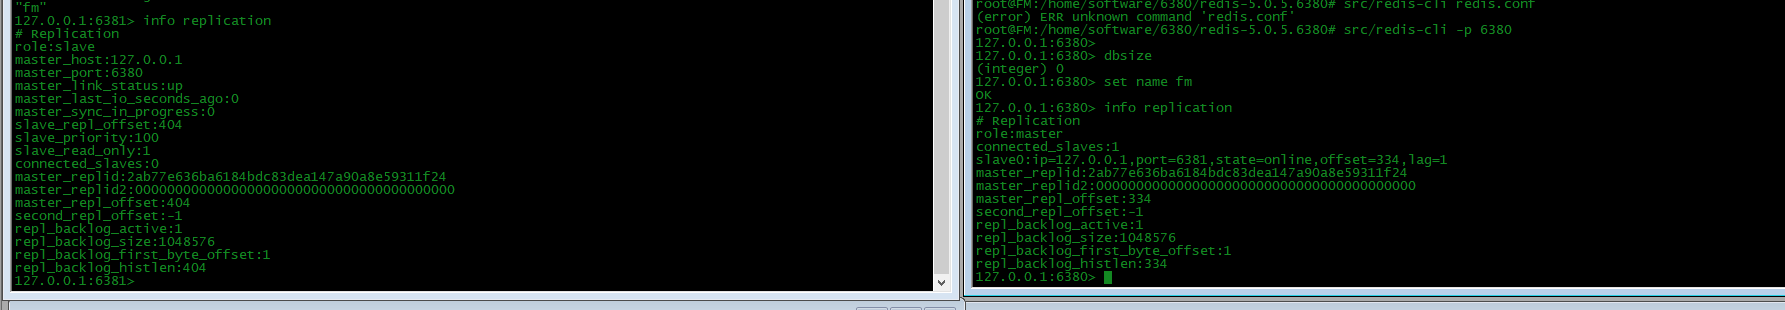 "fm"
127.0.0.1:6381> info replication
# Replication
role:slave
master_host:127.0.0.1
master_port:6380
master_link_status:up
master_last_io_seconds_ago:0
master_sync_in_progress:0
slave_repl_offset:404
slave_priority:100
slave_read_only:1
connected_slaves:0
master_replid:2ab77e636ba6184bdc83dea147a90a8e59311f24
master_replid2:0000000000000000000000000000000000000000
master_repl_offset:404
second_repl_offset:-1
repl_backlog_active:1
repl_backlog_size:1048576
repl_backlog_first_byte_offset:1
repl_backlog_histlen:404
127.0.0.1:6381>
root@FM:/home/software/6380/redis-5.0.5.6380# src/redis-cli redis.conf
(error) ERR unknown command 'redis.conf'
root@FM:/home/software/6380/redis-5.0.5.6380# src/redis-cli -p 6380
127.0.0.1:6380>
127.0.0.1:6380> dbsize
(integer) 0
127.0.0.1:6380> set name fm
OK
127.0.0.1:6380> info replication
# Replication
role:master
connected_slaves:1
slave0:ip=127.0.0.1,port=6381,state=online,offset=334,lag=1
master_replid:2ab77e636ba6184bdc83dea147a90a8e59311f24
master_replid2:0000000000000000000000000000000000000000
master_repl_offset:334
second_repl_offset:-1
repl_backlog_active:1
repl_backlog_size:1048576
repl_backlog_first_byte_offset:1
repl_backlog_histlen:334
127.0.0.1:6380>